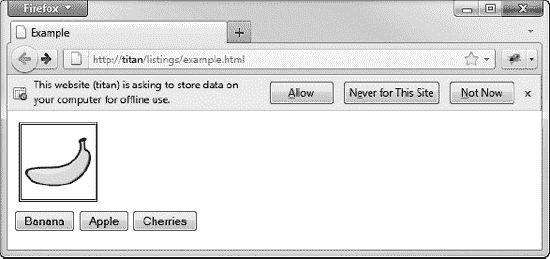 Firefox
Example
http://titan/listings/example.html
This website (titan) is asking to store data on
your computer for offline use.
Allow
Never for This Site
Not Now
x
Banana
Apple
Cherries